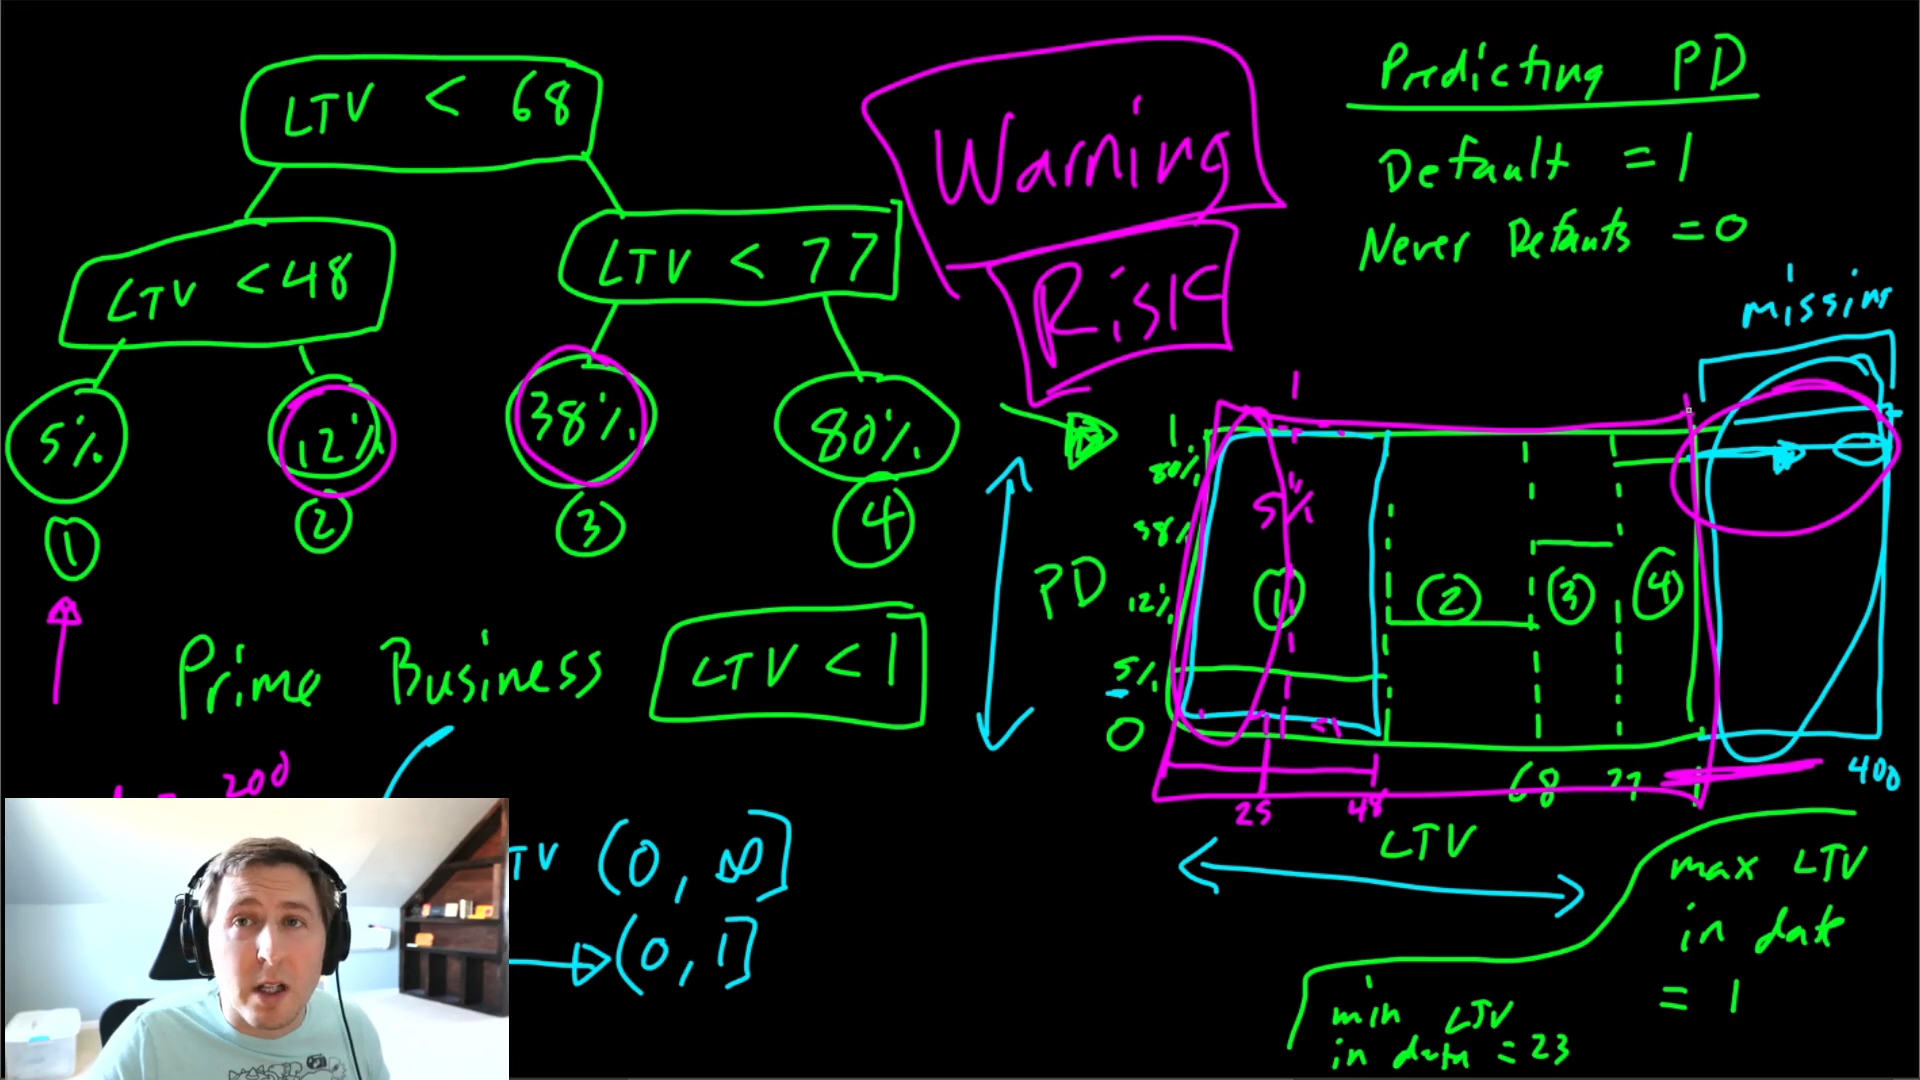 LTV < 68
LTV < 48
LTV < 77
5%
12%
38%
80%
1
2
3
4
Warning
Risk
Predicting PD
Default = 1
Never Defaults = 0
missing
Prime Business
LTV < 1
200
TV (0, ∞]
(0, 1]
PD
1
80%
38%
12%
5%
0
5%
1
2
3
4
25
48
68
77
400
LTV
max LTV
in data
= 1
min LTV
in data = 23